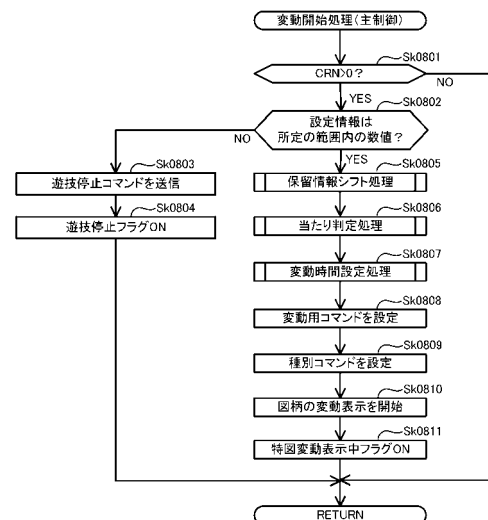 変動開始処理(主制御)
Sk0801
CRN>0?
NO
YES
Sk0802
設定情報は
所定の範囲内の数値?
NO
YES
Sk0803
遊技停止コマンドを送信
Sk0804
遊技停止フラグON
Sk0805
保留情報シフト処理
Sk0806
当たり判定処理
Sk0807
変動時間設定処理
Sk0808
変動用コマンドを設定
Sk0809
種別コマンドを設定
Sk0810
図柄の変動表示を開始
Sk0811
特図変動表示中フラグON
RETURN